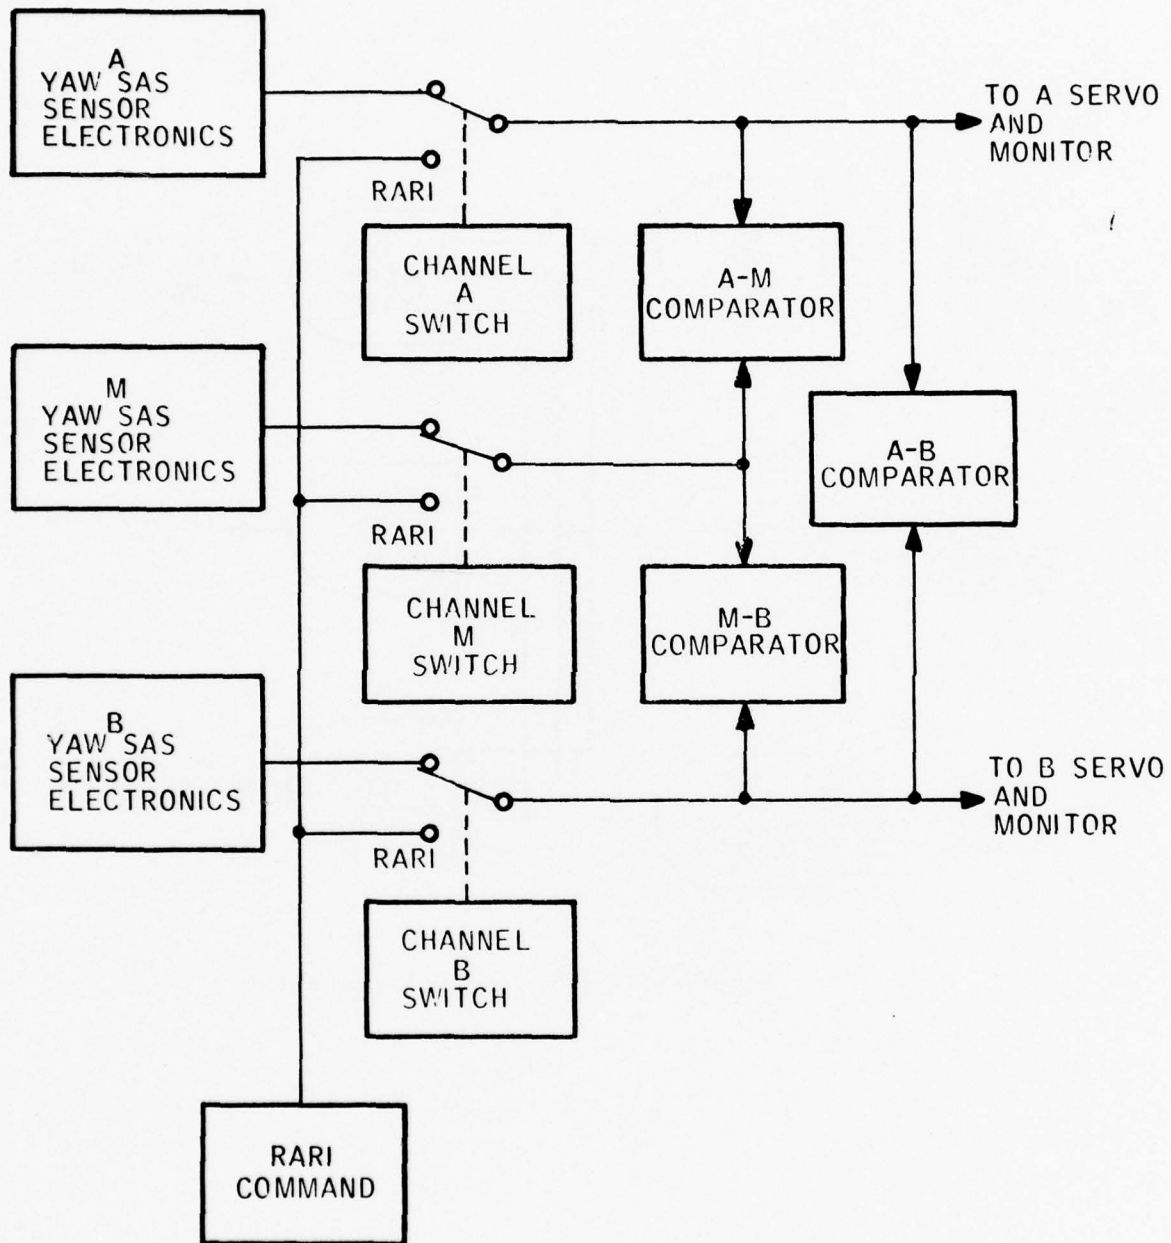 A
YAW SAS
SENSOR
ELECTRONICS
RARI
TO A SERVO
AND
MONITOR
CHANNEL
A
SWITCH
A-M
COMPARATOR
M
YAW SAS
SENSOR
ELECTRONICS
RARI
A-B
COMPARATOR
CHANNEL
M
SWITCH
M-B
COMPARATOR
B
YAW SAS
SENSOR
ELECTRONICS
RARI
TO B SERVO
AND
MONITOR
CHANNEL
B
SWITCH
RARI
COMMAND